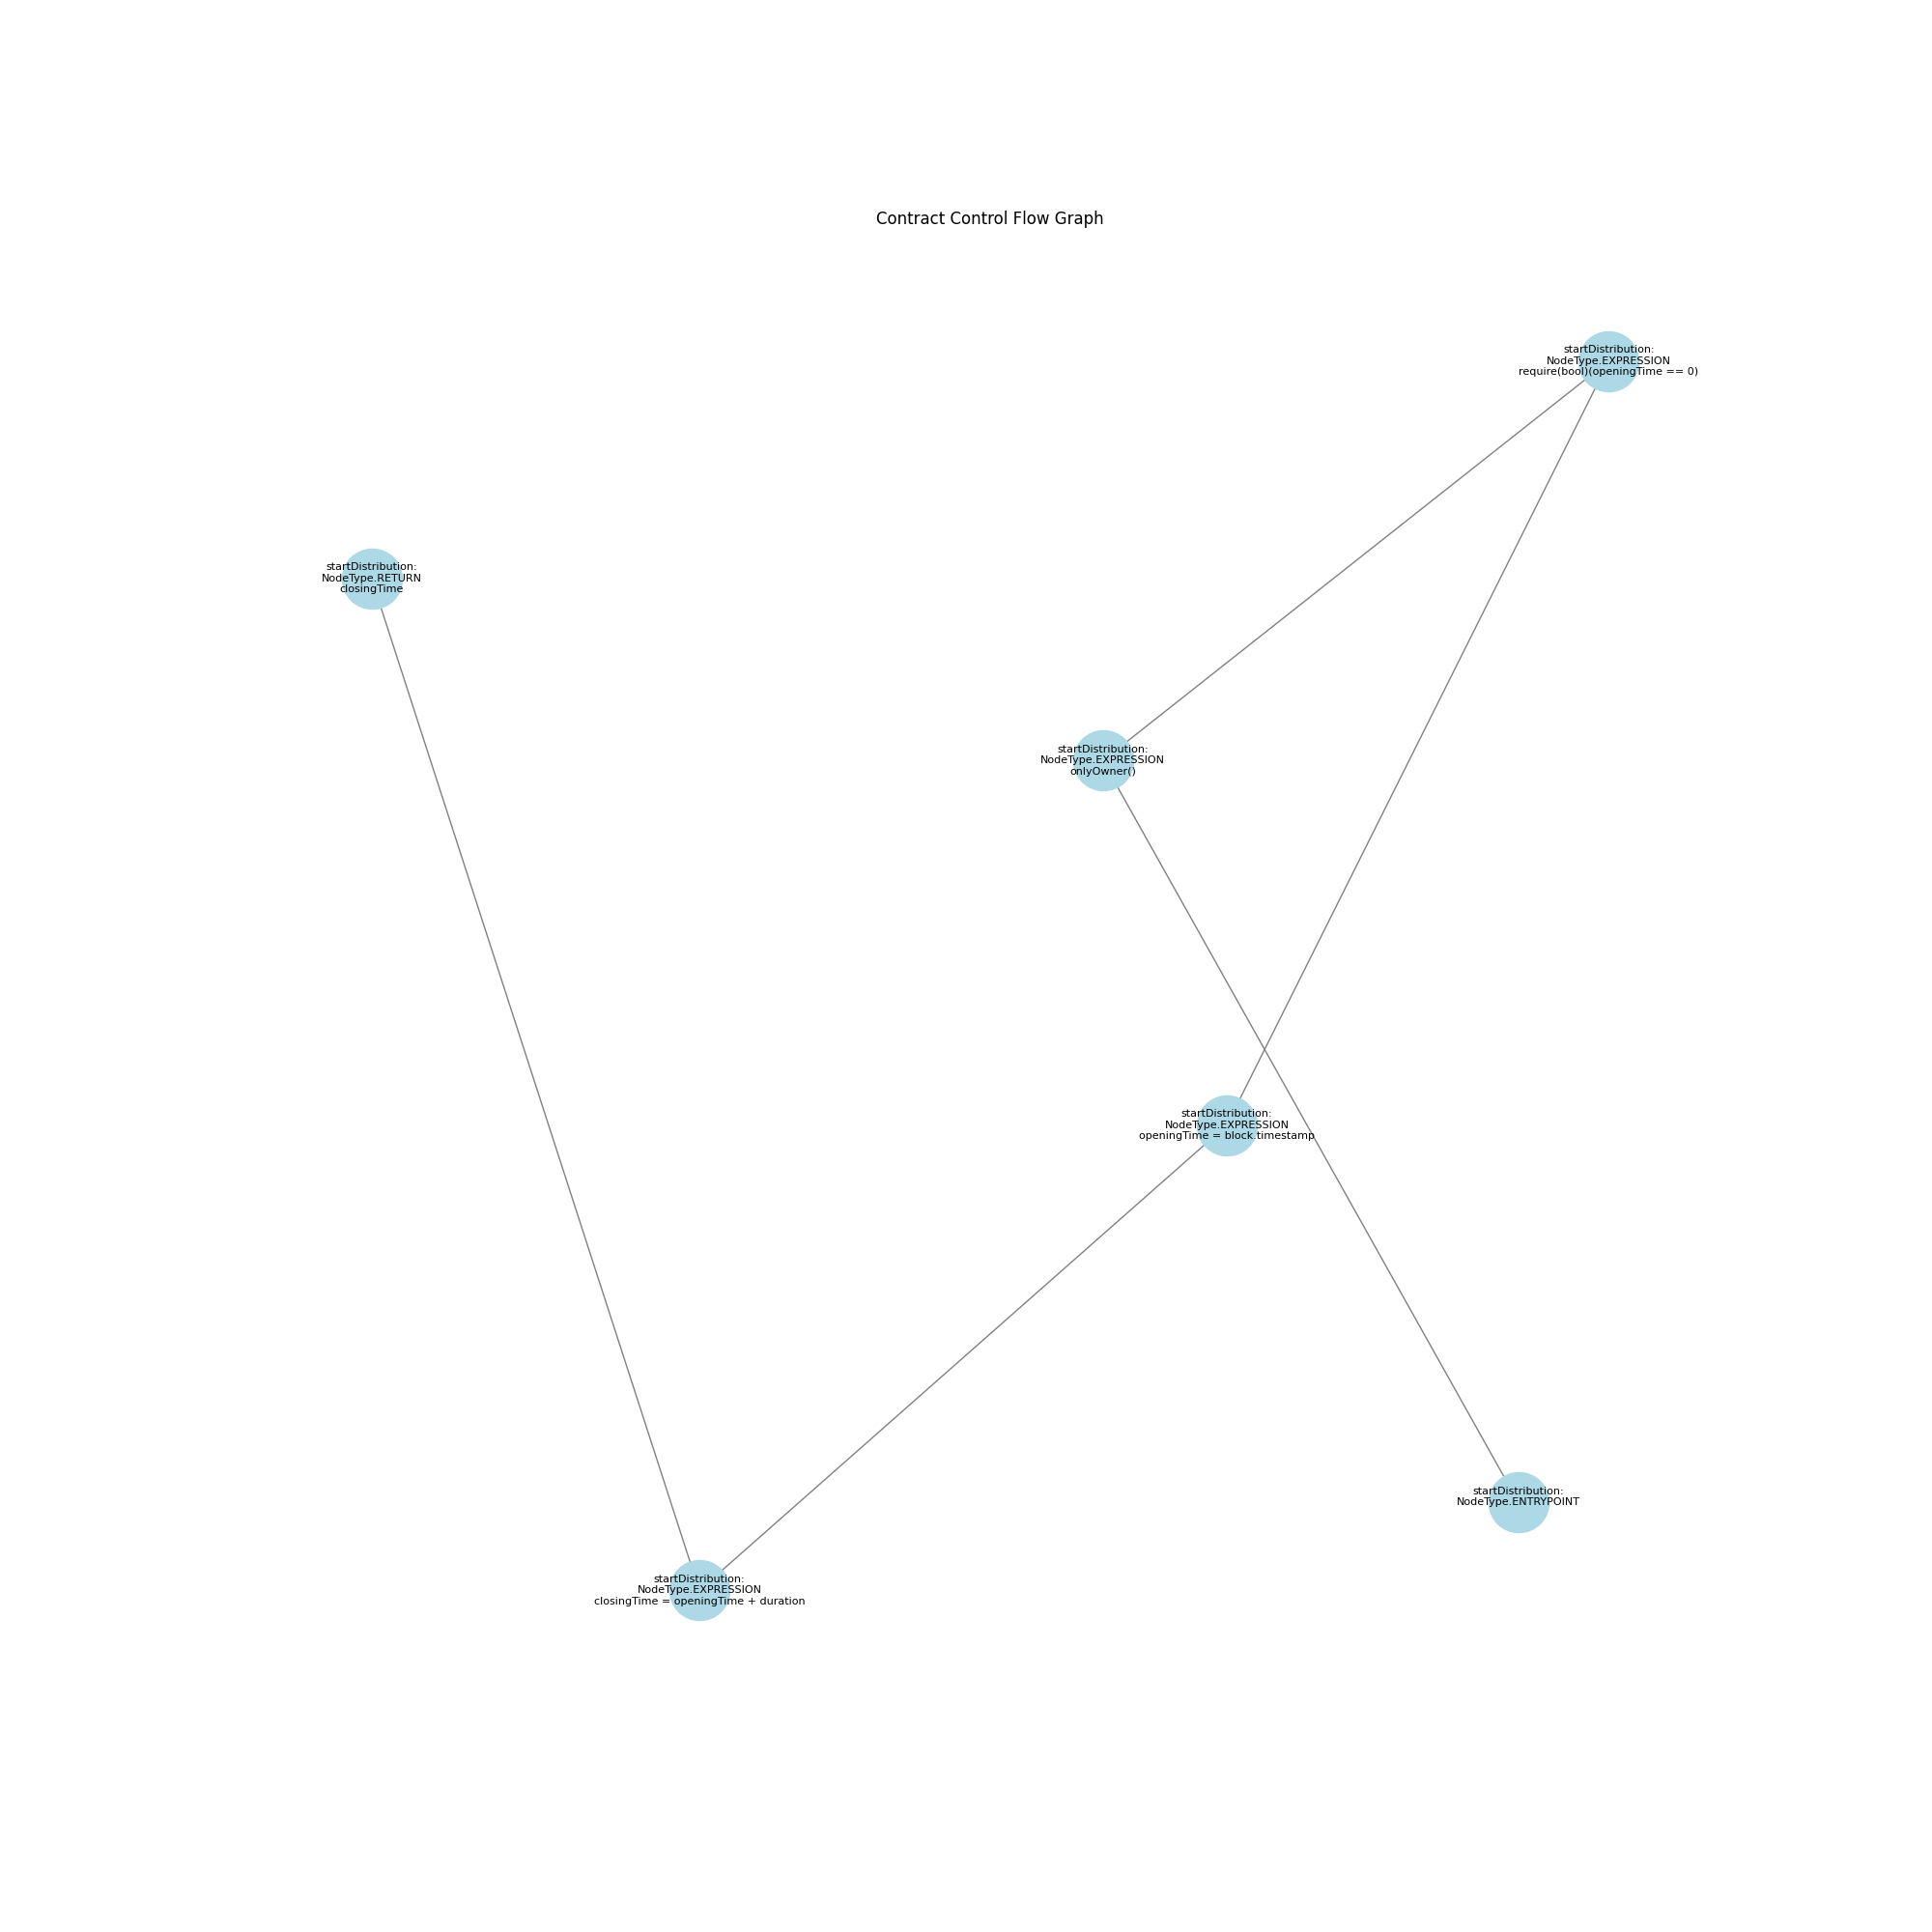 Contract Control Flow Graph
startDistribution:
NodeType.EXPRESSION
require(bool)(openingTime == 0)
startDistribution:
NodeType.RETURN
closingTime
startDistribution:
NodeType.EXPRESSION
onlyOwner()
startDistribution:
NodeType.EXPRESSION
openingTime = block.timestamp
startDistribution:
NodeType.ENTRYPOINT
startDistribution:
NodeType.EXPRESSION
closingTime = openingTime + duration